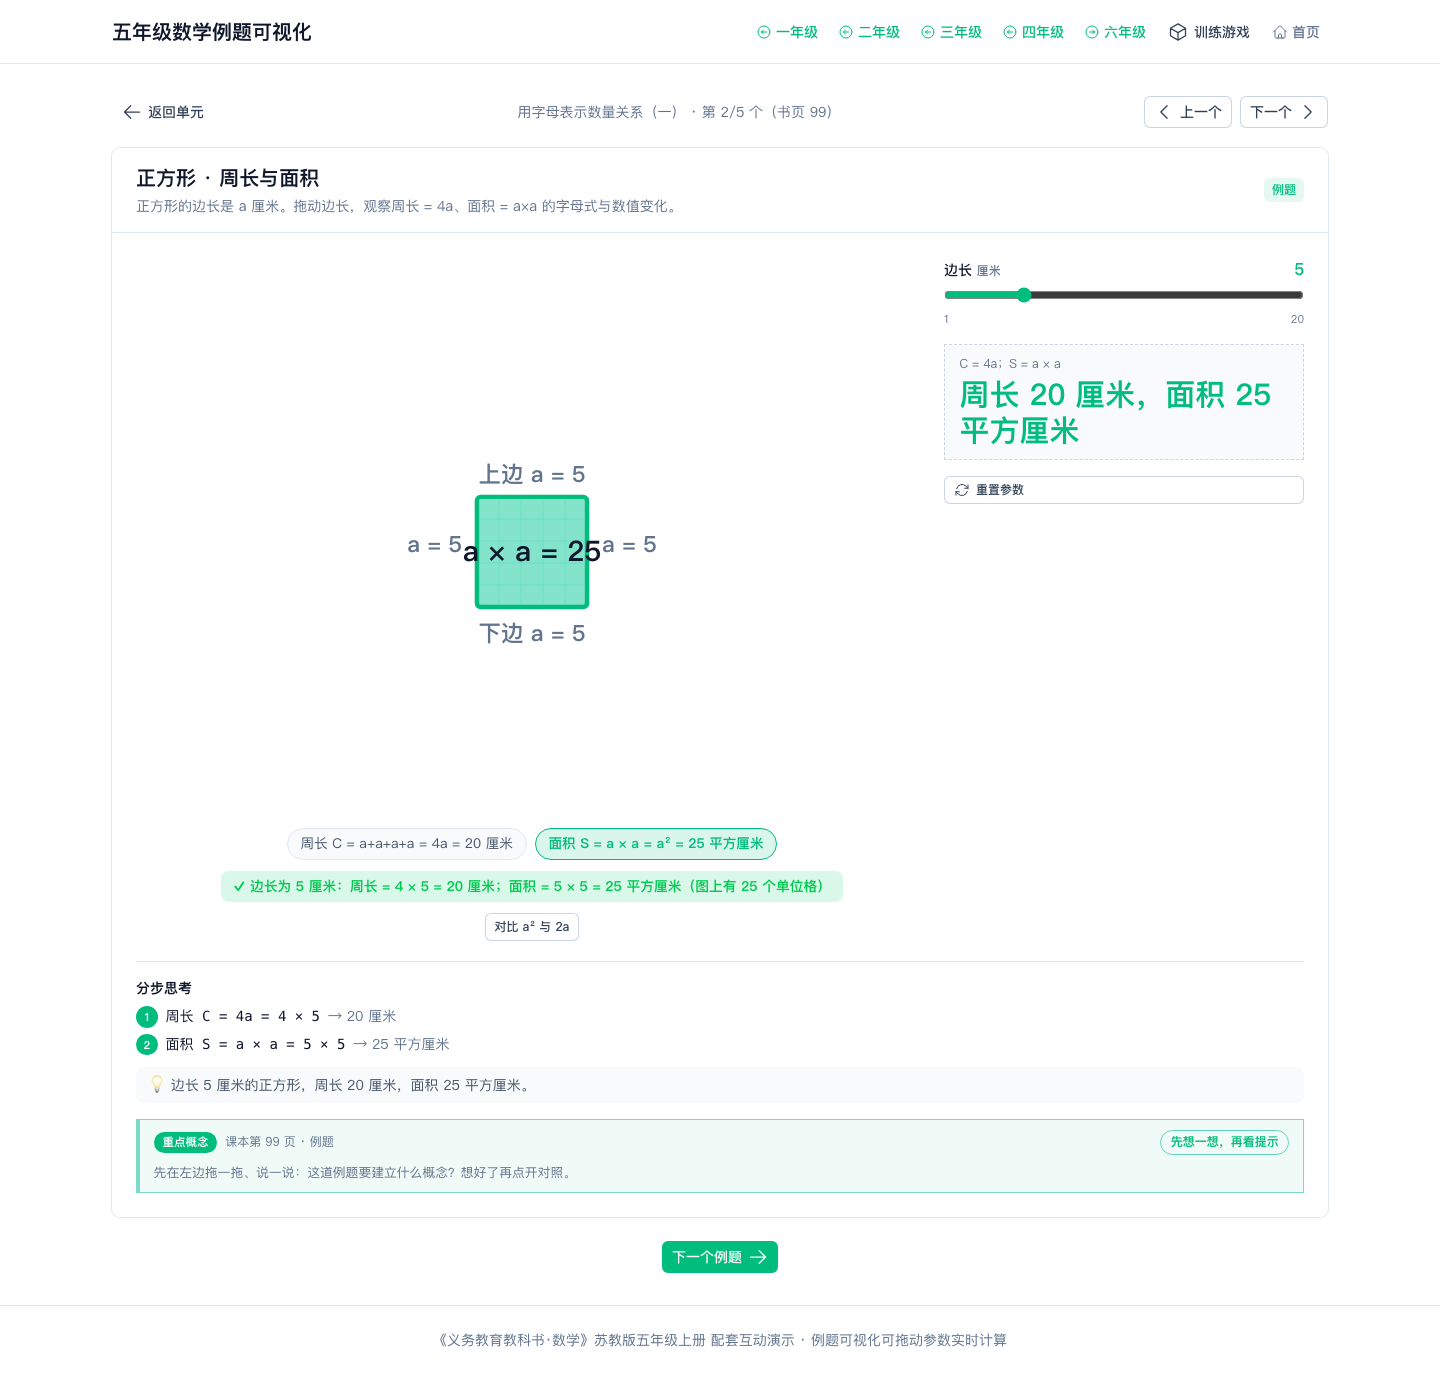 五年级数学例题可视化
一年级 二年级 三年级 四年级 六年级 训练游戏 首页
返回单元
用字母表示数量关系（一） · 第 2/5 个（书页 99）
上一个
下一个
正方形 · 周长与面积
正方形的边长是 a 厘米。拖动边长，观察周长 = 4a、面积 = a×a 的字母式与数值变化。
例题
上边 a = 5
a = 5
a × a = 25
a = 5
下边 a = 5
边长 厘米 5
1 20
C = 4a；S = a × a
周长 20 厘米，面积 25
平方厘米
重置参数
周长 C = a+a+a+a = 4a = 20 厘米
面积 S = a × a = a² = 25 平方厘米
✓ 边长为 5 厘米：周长 = 4 × 5 = 20 厘米；面积 = 5 × 5 = 25 平方厘米（图上有 25 个单位格）
对比 a² 与 2a
分步思考
1 周长 C = 4a = 4 × 5 → 20 厘米
2 面积 S = a × a = 5 × 5 → 25 平方厘米
💡 边长 5 厘米的正方形，周长 20 厘米，面积 25 平方厘米。
重点概念 课本第 99 页 · 例题
先想一想，再看提示
先在左边拖一拖、说一说：这道例题要建立什么概念？想好了再点开对照。
下一个例题
《义务教育教科书·数学》苏教版五年级上册 配套互动演示 · 例题可视化可拖动参数实时计算